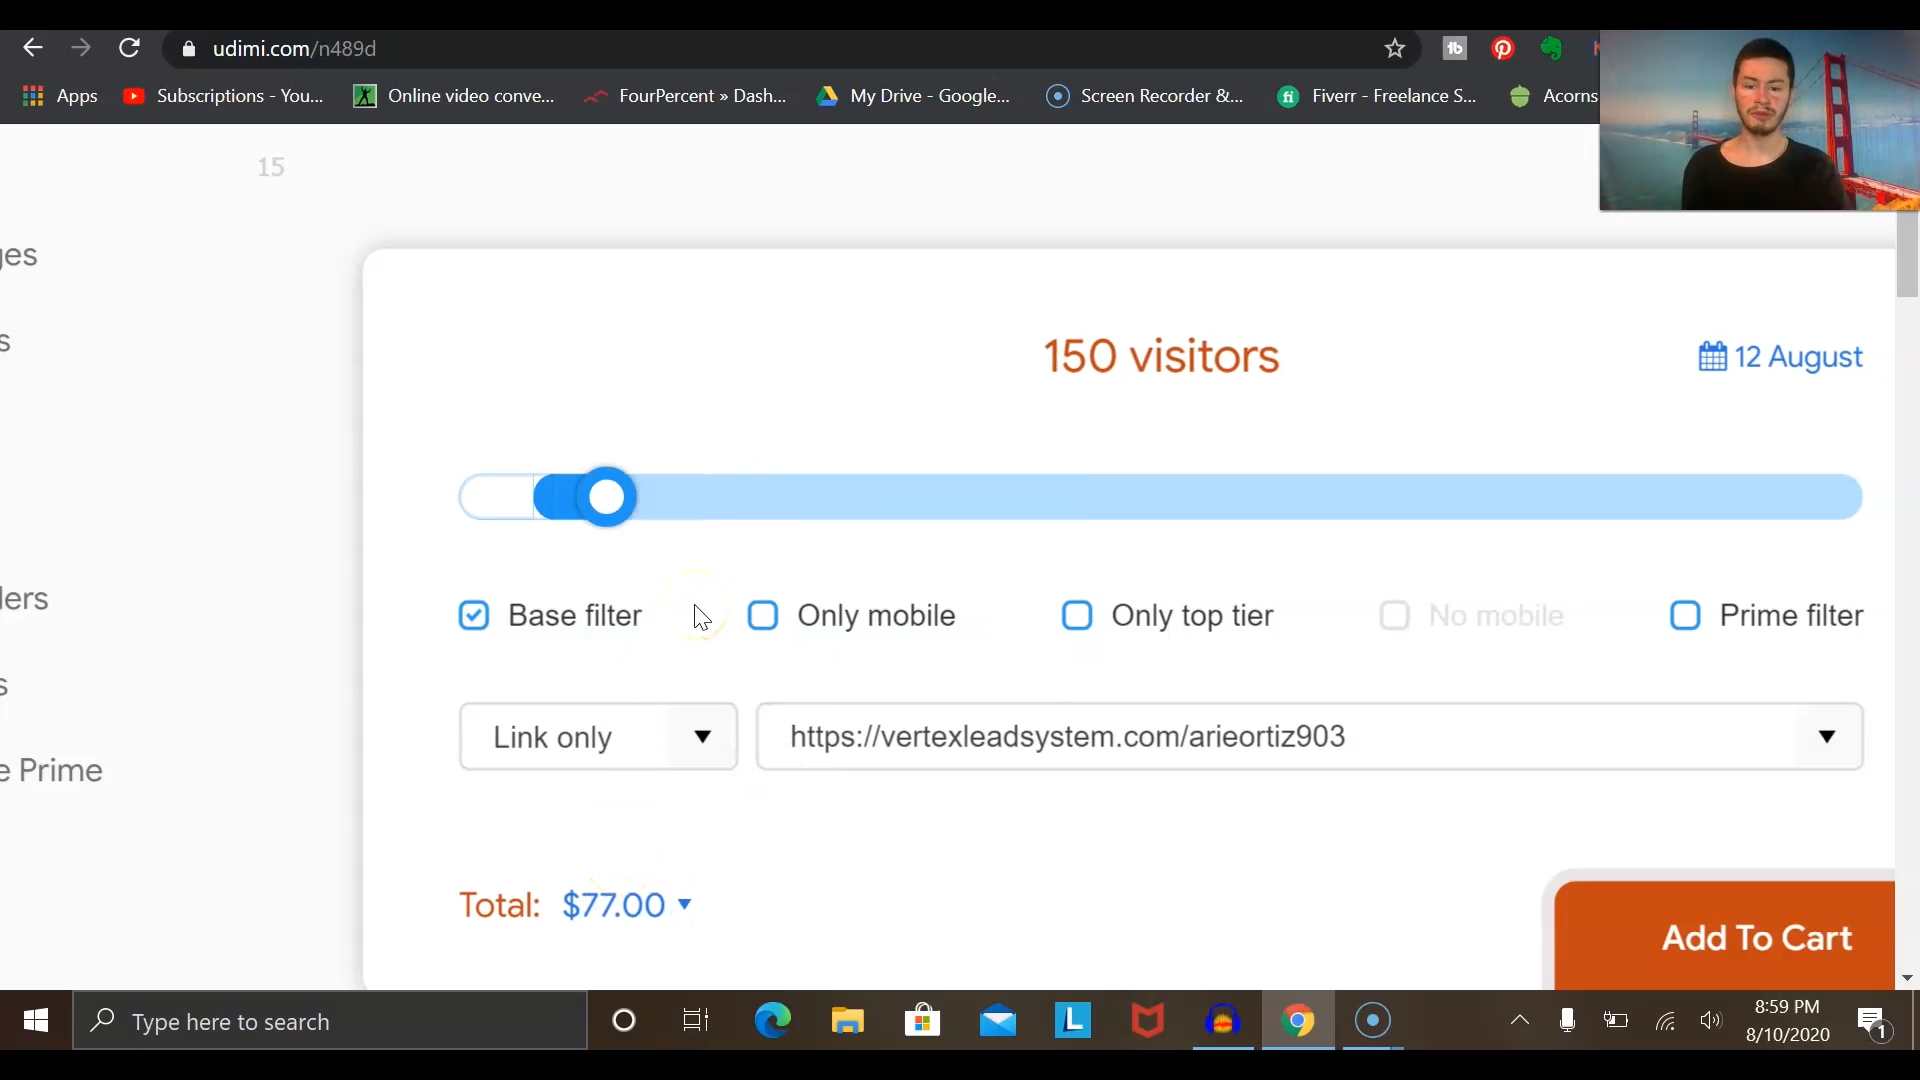 udimi.com/n489d
Apps
Subscriptions - You...
Online video conve...
FourPercent » Dash...
My Drive - Google...
Screen Recorder &...
Fiverr - Freelance S...
Acorns
15
ges
s
150 visitors
12 August
ders
Base filter
Only mobile
Only top tier
No mobile
Prime filter
s
Link only
https://vertexleadsystem.com/arieortiz903
e Prime
Total: $77.00
Add To Cart
Type here to search
8:59 PM
8/10/2020
1